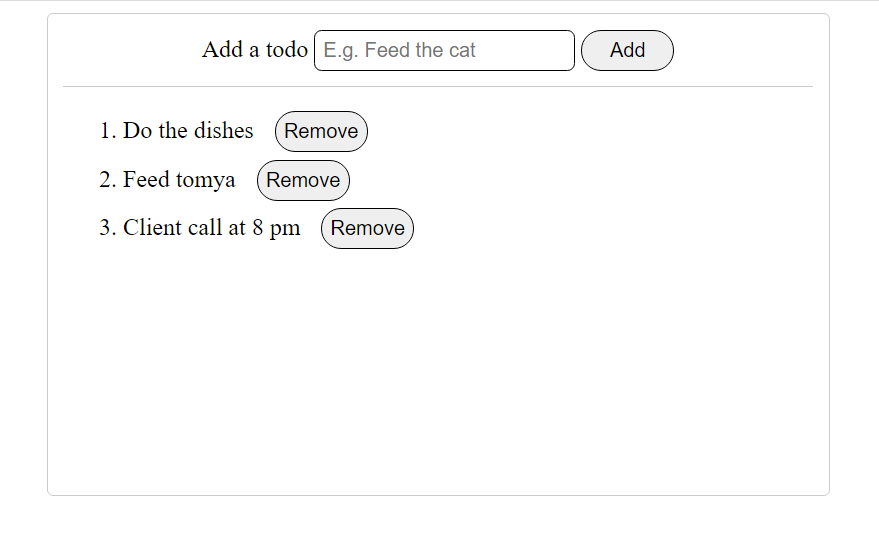 Add a todo E.g. Feed the cat Add
1. Do the dishes Remove
2. Feed tomya Remove
3. Client call at 8 pm Remove